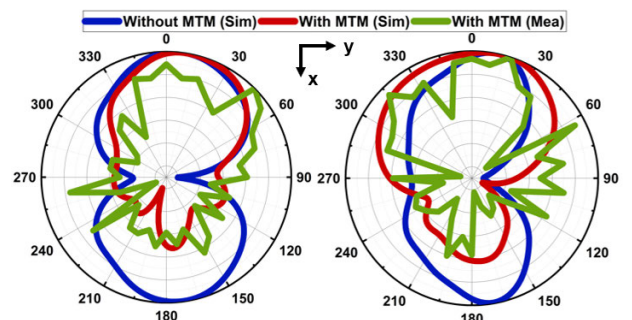 Without MTM (Sim) With MTM (Sim) With MTM (Mea)
0 y 0
330 30 x 330 30
300 60 300 60
270 90 270 90
240 120 240 120
210 150 210 150
180 180